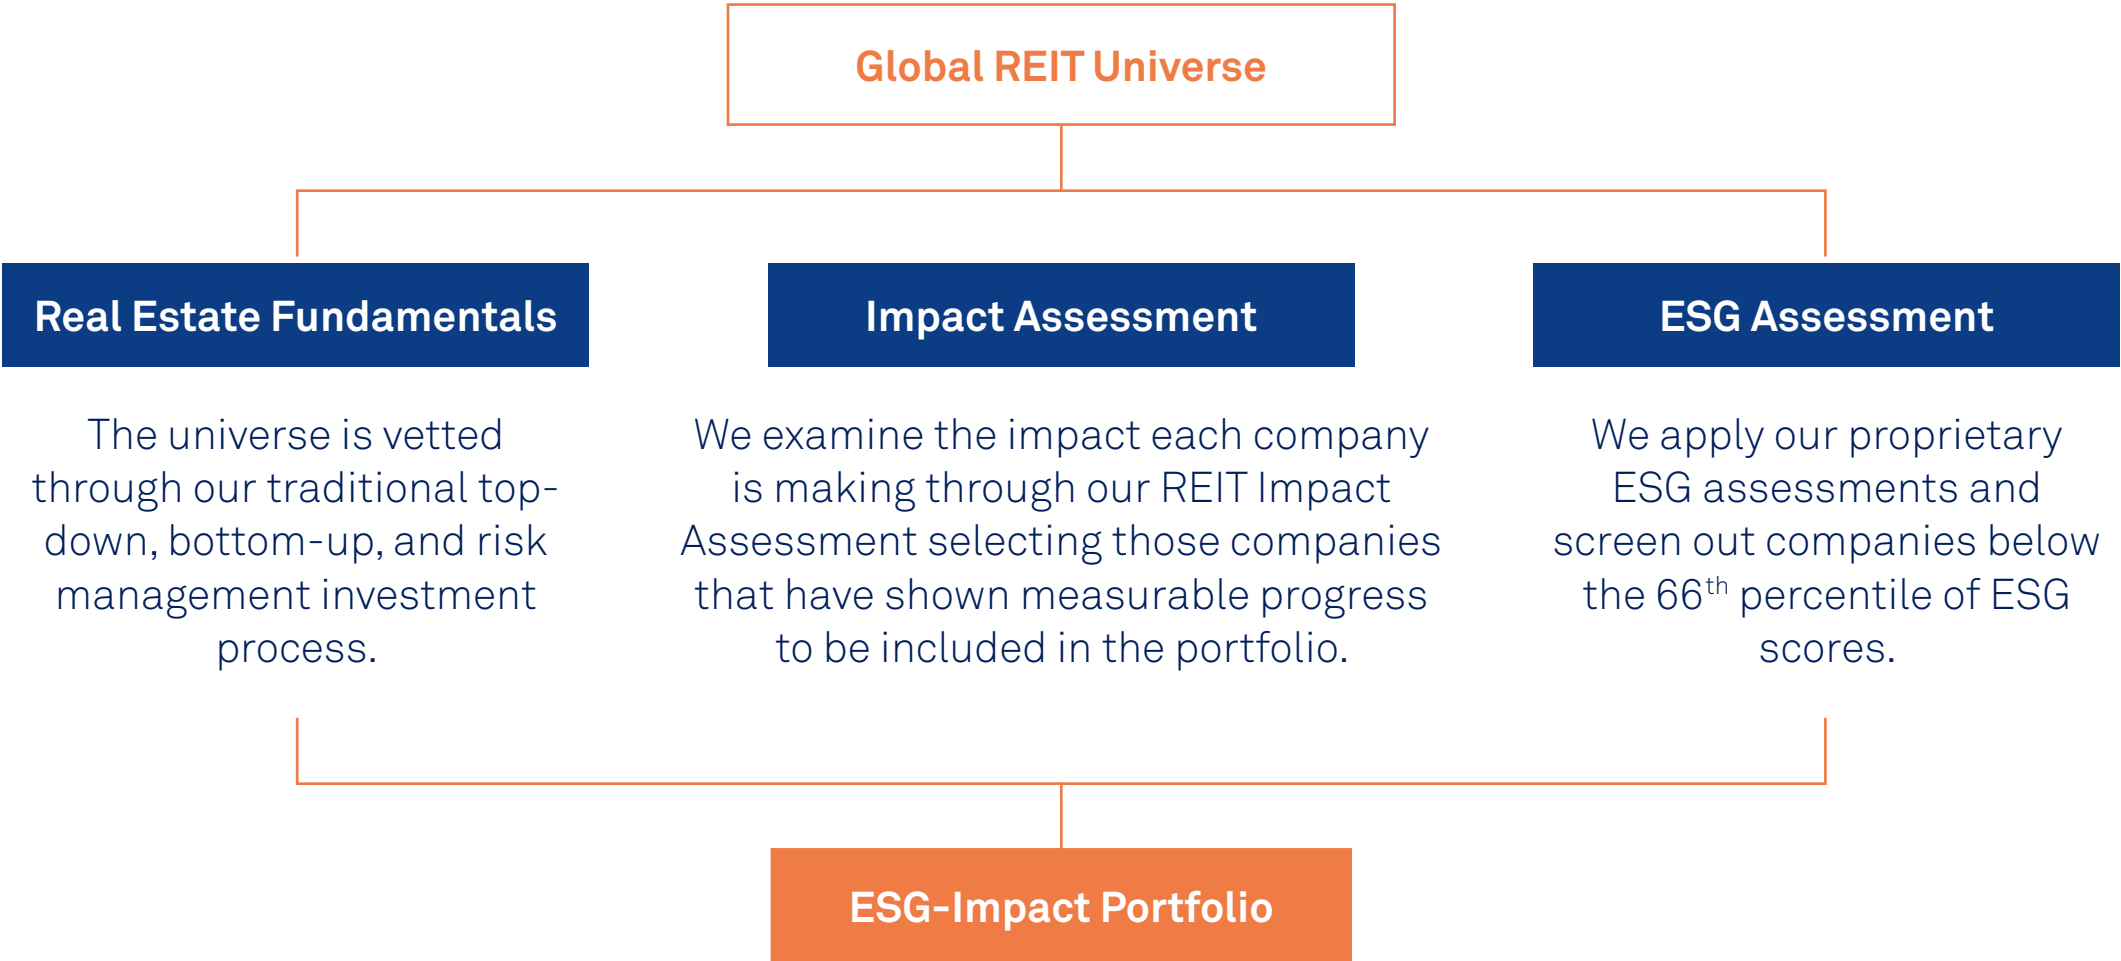 Global REIT Universe
Real Estate Fundamentals
The universe is vetted
through our traditional top-
down, bottom-up, and risk
management investment
process.
Impact Assessment
We examine the impact each company
is making through our REIT Impact
Assessment selecting those companies
that have shown measurable progress
to be included in the portfolio.
ESG Assessment
We apply our proprietary
ESG assessments and
screen out companies below
the 66th percentile of ESG
scores.
ESG-Impact Portfolio